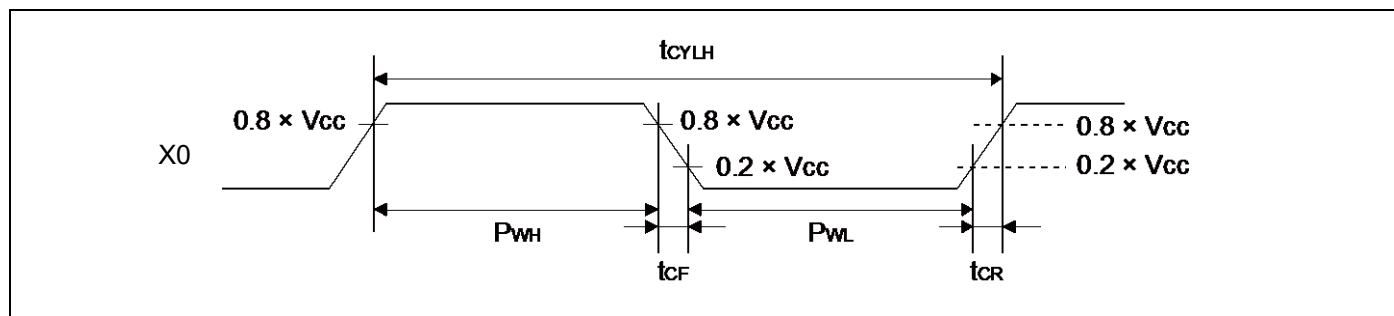 tCYLH
0.8 × VCC
0.8 × VCC
0.8 × VCC
X0
0.2 × VCC
0.2 × VCC
PWH
PWL
tCF
tCR